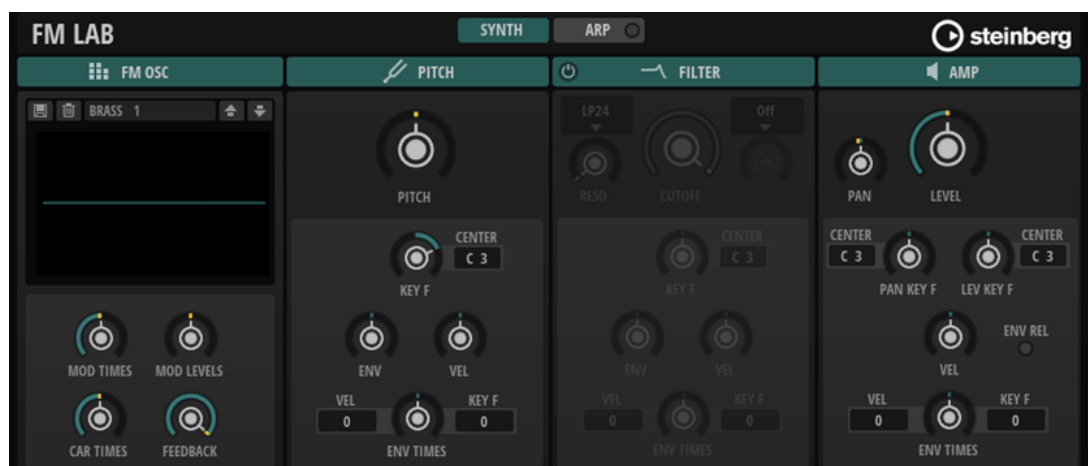 FM LAB
SYNTH
ARP
steinberg
FM OSC
PITCH
FILTER
AMP
BRASS 1
MOD TIMES
MOD LEVELS
CAR TIMES
FEEDBACK
PITCH
CENTER
C 3
KEY F
ENV
VEL
VEL
0
KEY F
0
ENV TIMES
LP24
Off
RESO
CUTOFF
CENTER
C 3
KEY F
ENV
VEL
VEL
0
KEY F
0
ENV TIMES
PAN
LEVEL
CENTER
C 3
CENTER
C 3
PAN KEY F
LEV KEY F
VEL
ENV REL
VEL
0
KEY F
0
ENV TIMES